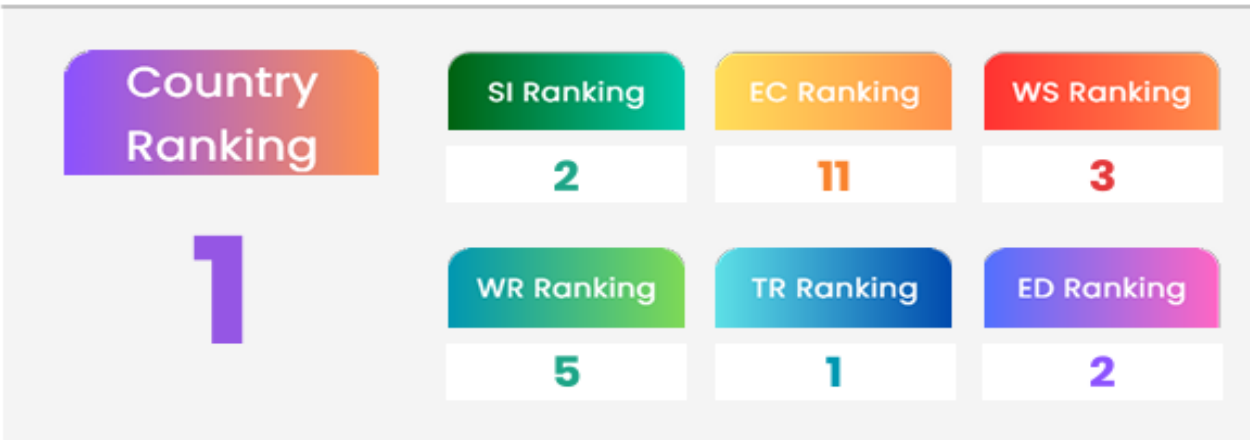 Country
Ranking
1
SI Ranking
EC Ranking
WS Ranking
2
11
3
WR Ranking
TR Ranking
ED Ranking
5
1
2